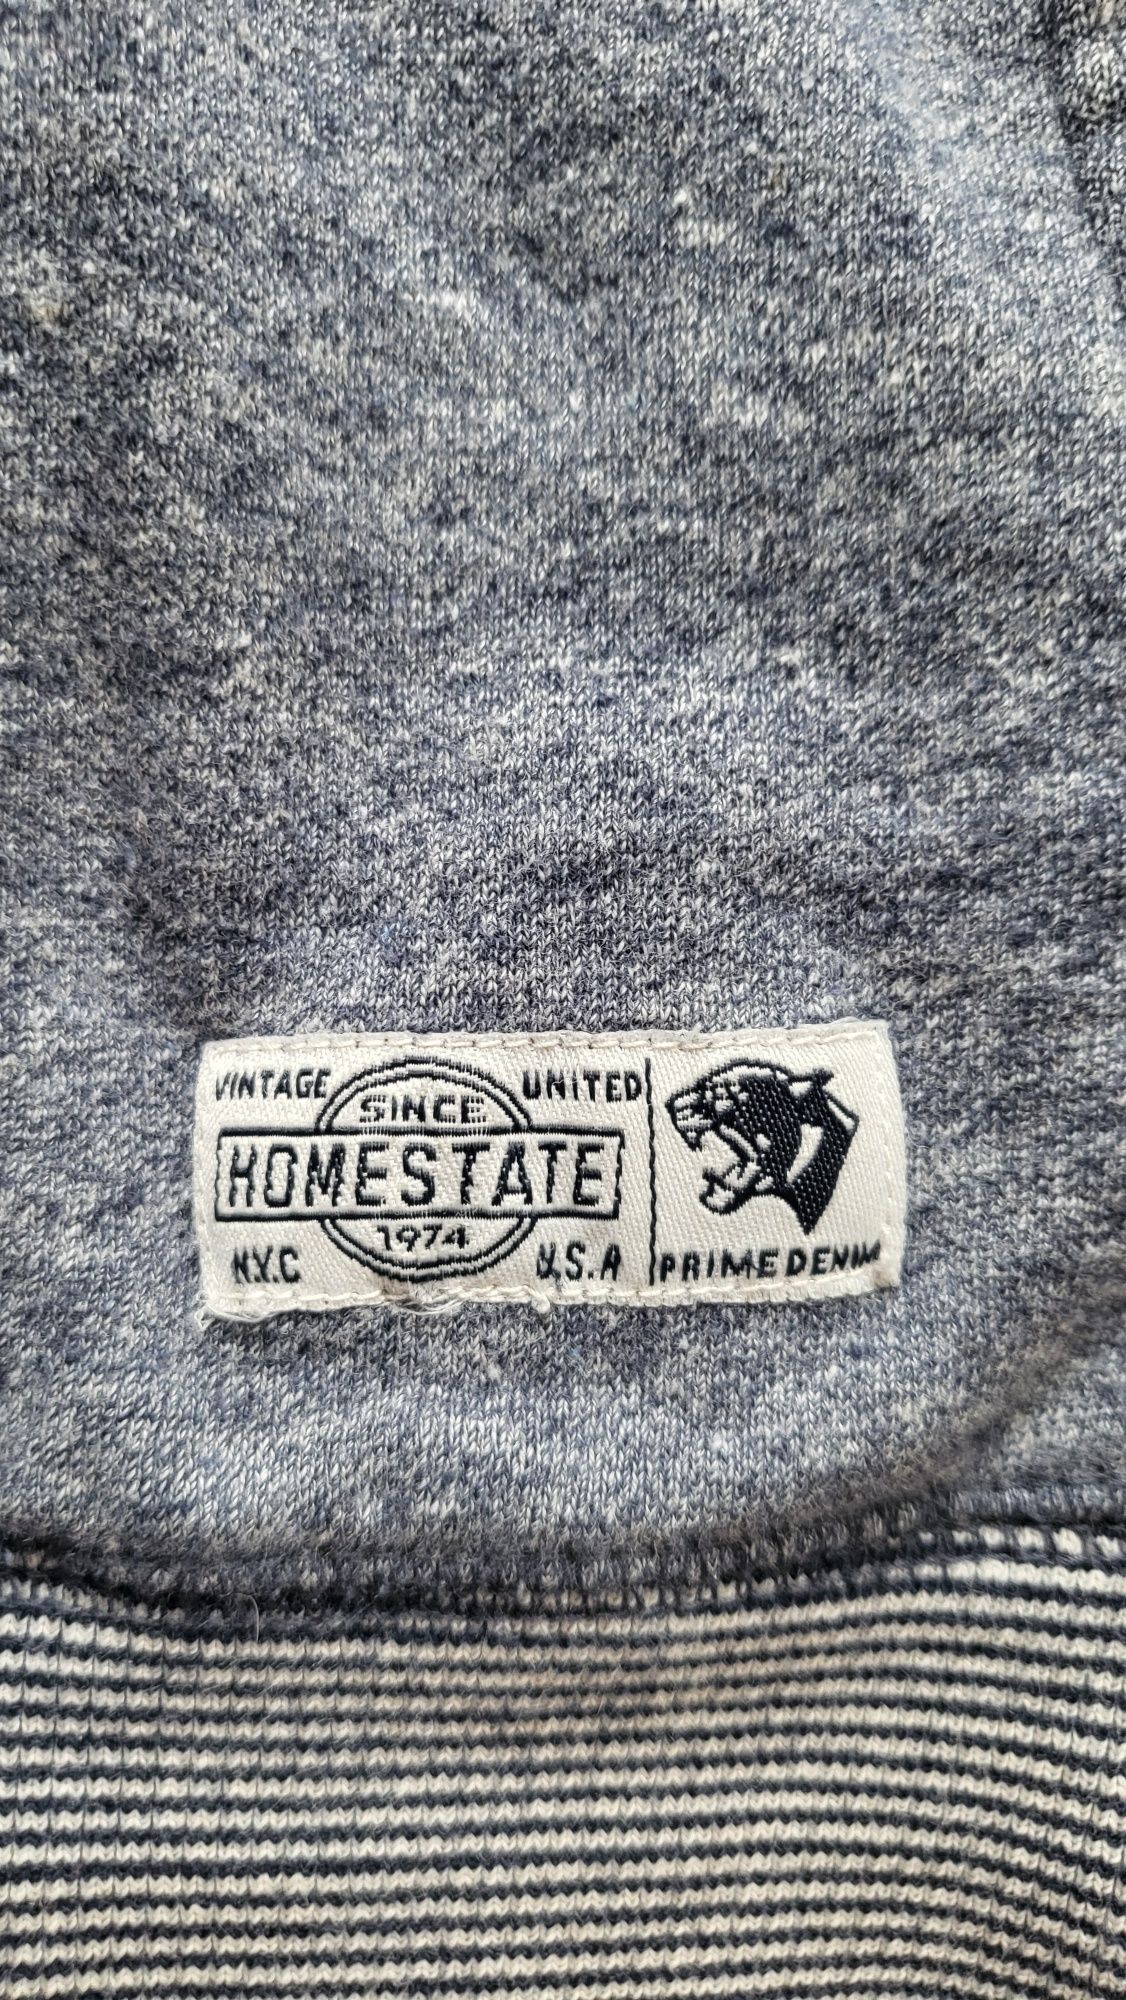 VINTAGE
UNITED
SINCE
HOMESTATE
1974
N.Y.C
U.S.A
PRIME DENIM